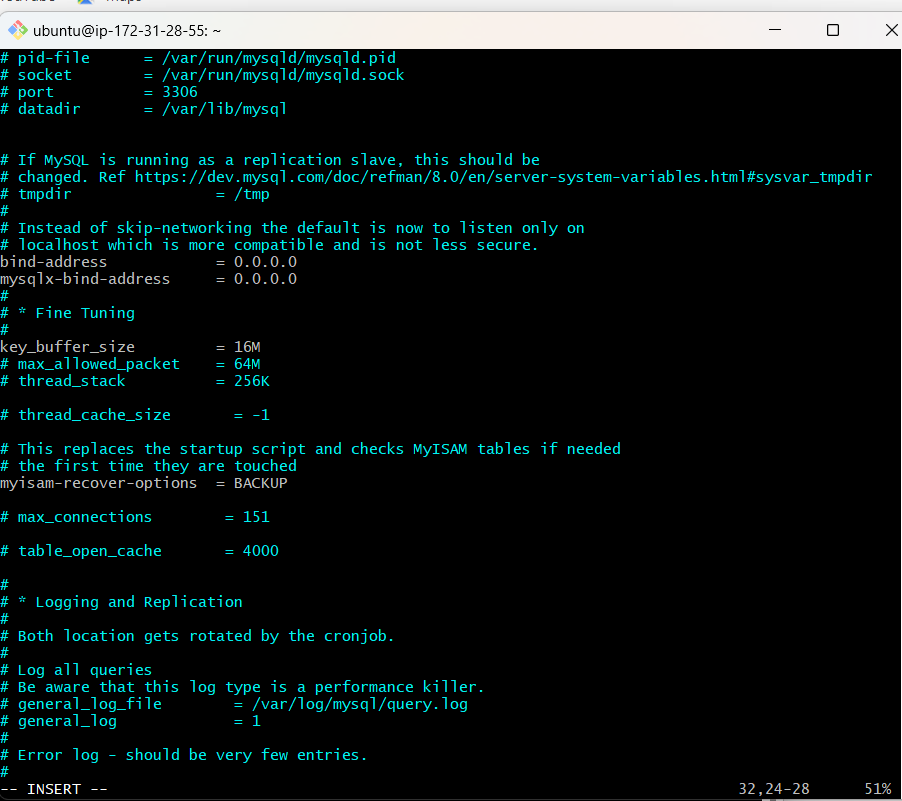 ubuntu@ip-172-31-28-55: ~
# pid-file      = /var/run/mysqld/mysqld.pid
# socket        = /var/run/mysqld/mysqld.sock
# port          = 3306
# datadir       = /var/lib/mysql
# If MySQL is running as a replication slave, this should be
# changed. Ref https://dev.mysql.com/doc/refman/8.0/en/server-system-variables.html#sysvar_tmpdir
# tmpdir                = /tmp
#
# Instead of skip-networking the default is now to listen only on
# localhost which is more compatible and is not less secure.
bind-address            = 0.0.0.0
mysqlx-bind-address     = 0.0.0.0
#
# * Fine Tuning
#
key_buffer_size         = 16M
# max_allowed_packet    = 64M
# thread_stack          = 256K
# thread_cache_size       = -1
# This replaces the startup script and checks MyISAM tables if needed
# the first time they are touched
myisam-recover-options  = BACKUP
# max_connections        = 151
# table_open_cache       = 4000
#
# * Logging and Replication
#
# Both location gets rotated by the cronjob.
#
# Log all queries
# Be aware that this log type is a performance killer.
# general_log_file        = /var/log/mysql/query.log
# general_log             = 1
#
# Error log - should be very few entries.
#
-- INSERT --                                                                      32,24-28      51%